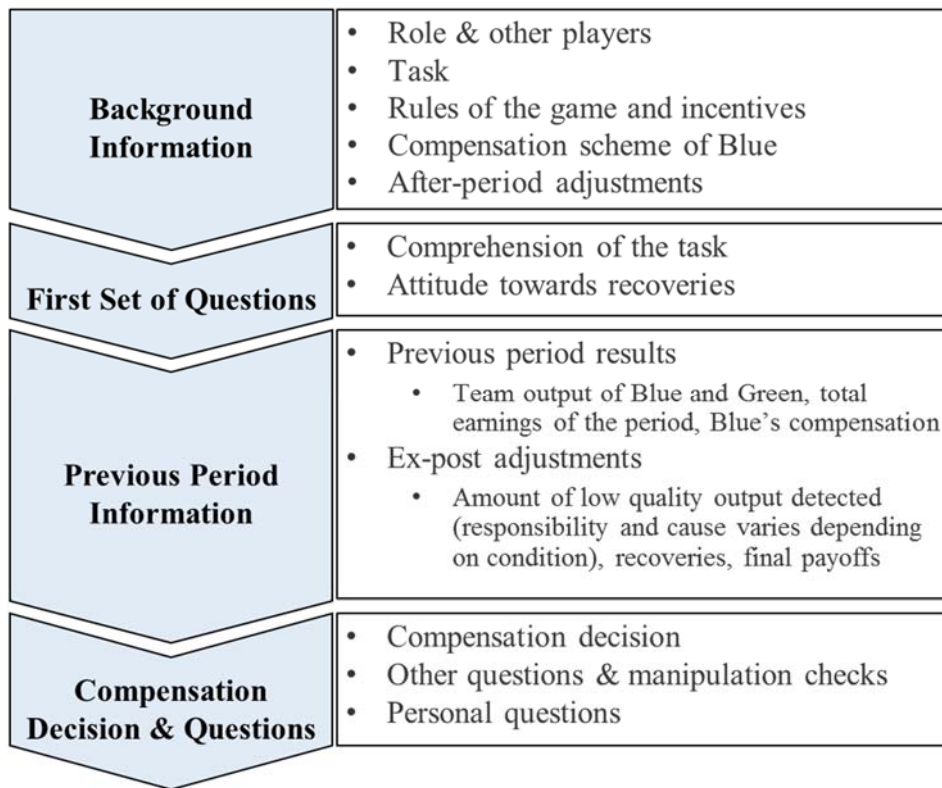 Background
Information
• Role & other players
• Task
• Rules of the game and incentives
• Compensation scheme of Blue
• After-period adjustments
First Set of Questions
• Comprehension of the task
• Attitude towards recoveries
Previous Period
Information
• Previous period results
• Team output of Blue and Green, total
earnings of the period, Blue's compensation
• Ex-post adjustments
• Amount of low quality output detected
(responsibility and cause varies depending
on condition), recoveries, final payoffs
Compensation
Decision & Questions
• Compensation decision
• Other questions & manipulation checks
• Personal questions